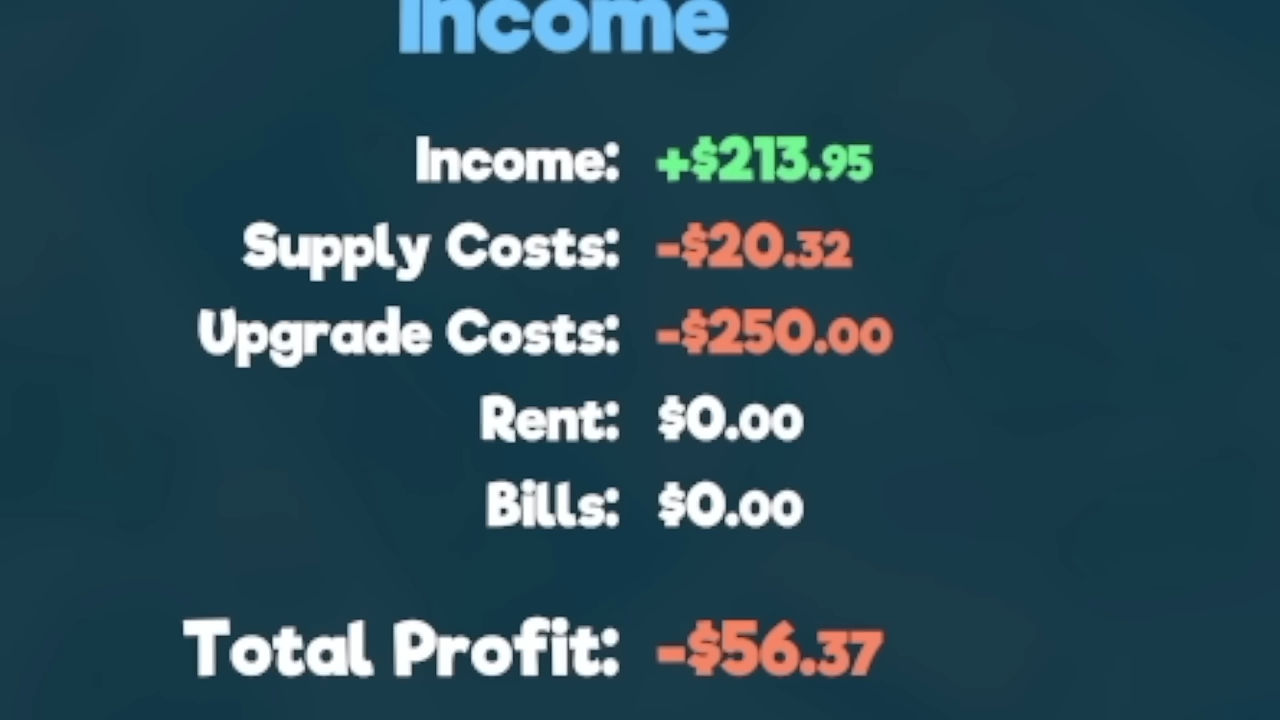 Income
Income: +$213.95
Supply Costs: -$20.32
Upgrade Costs: -$250.00
Rent: $0.00
Bills: $0.00
Total Profit: -$56.37